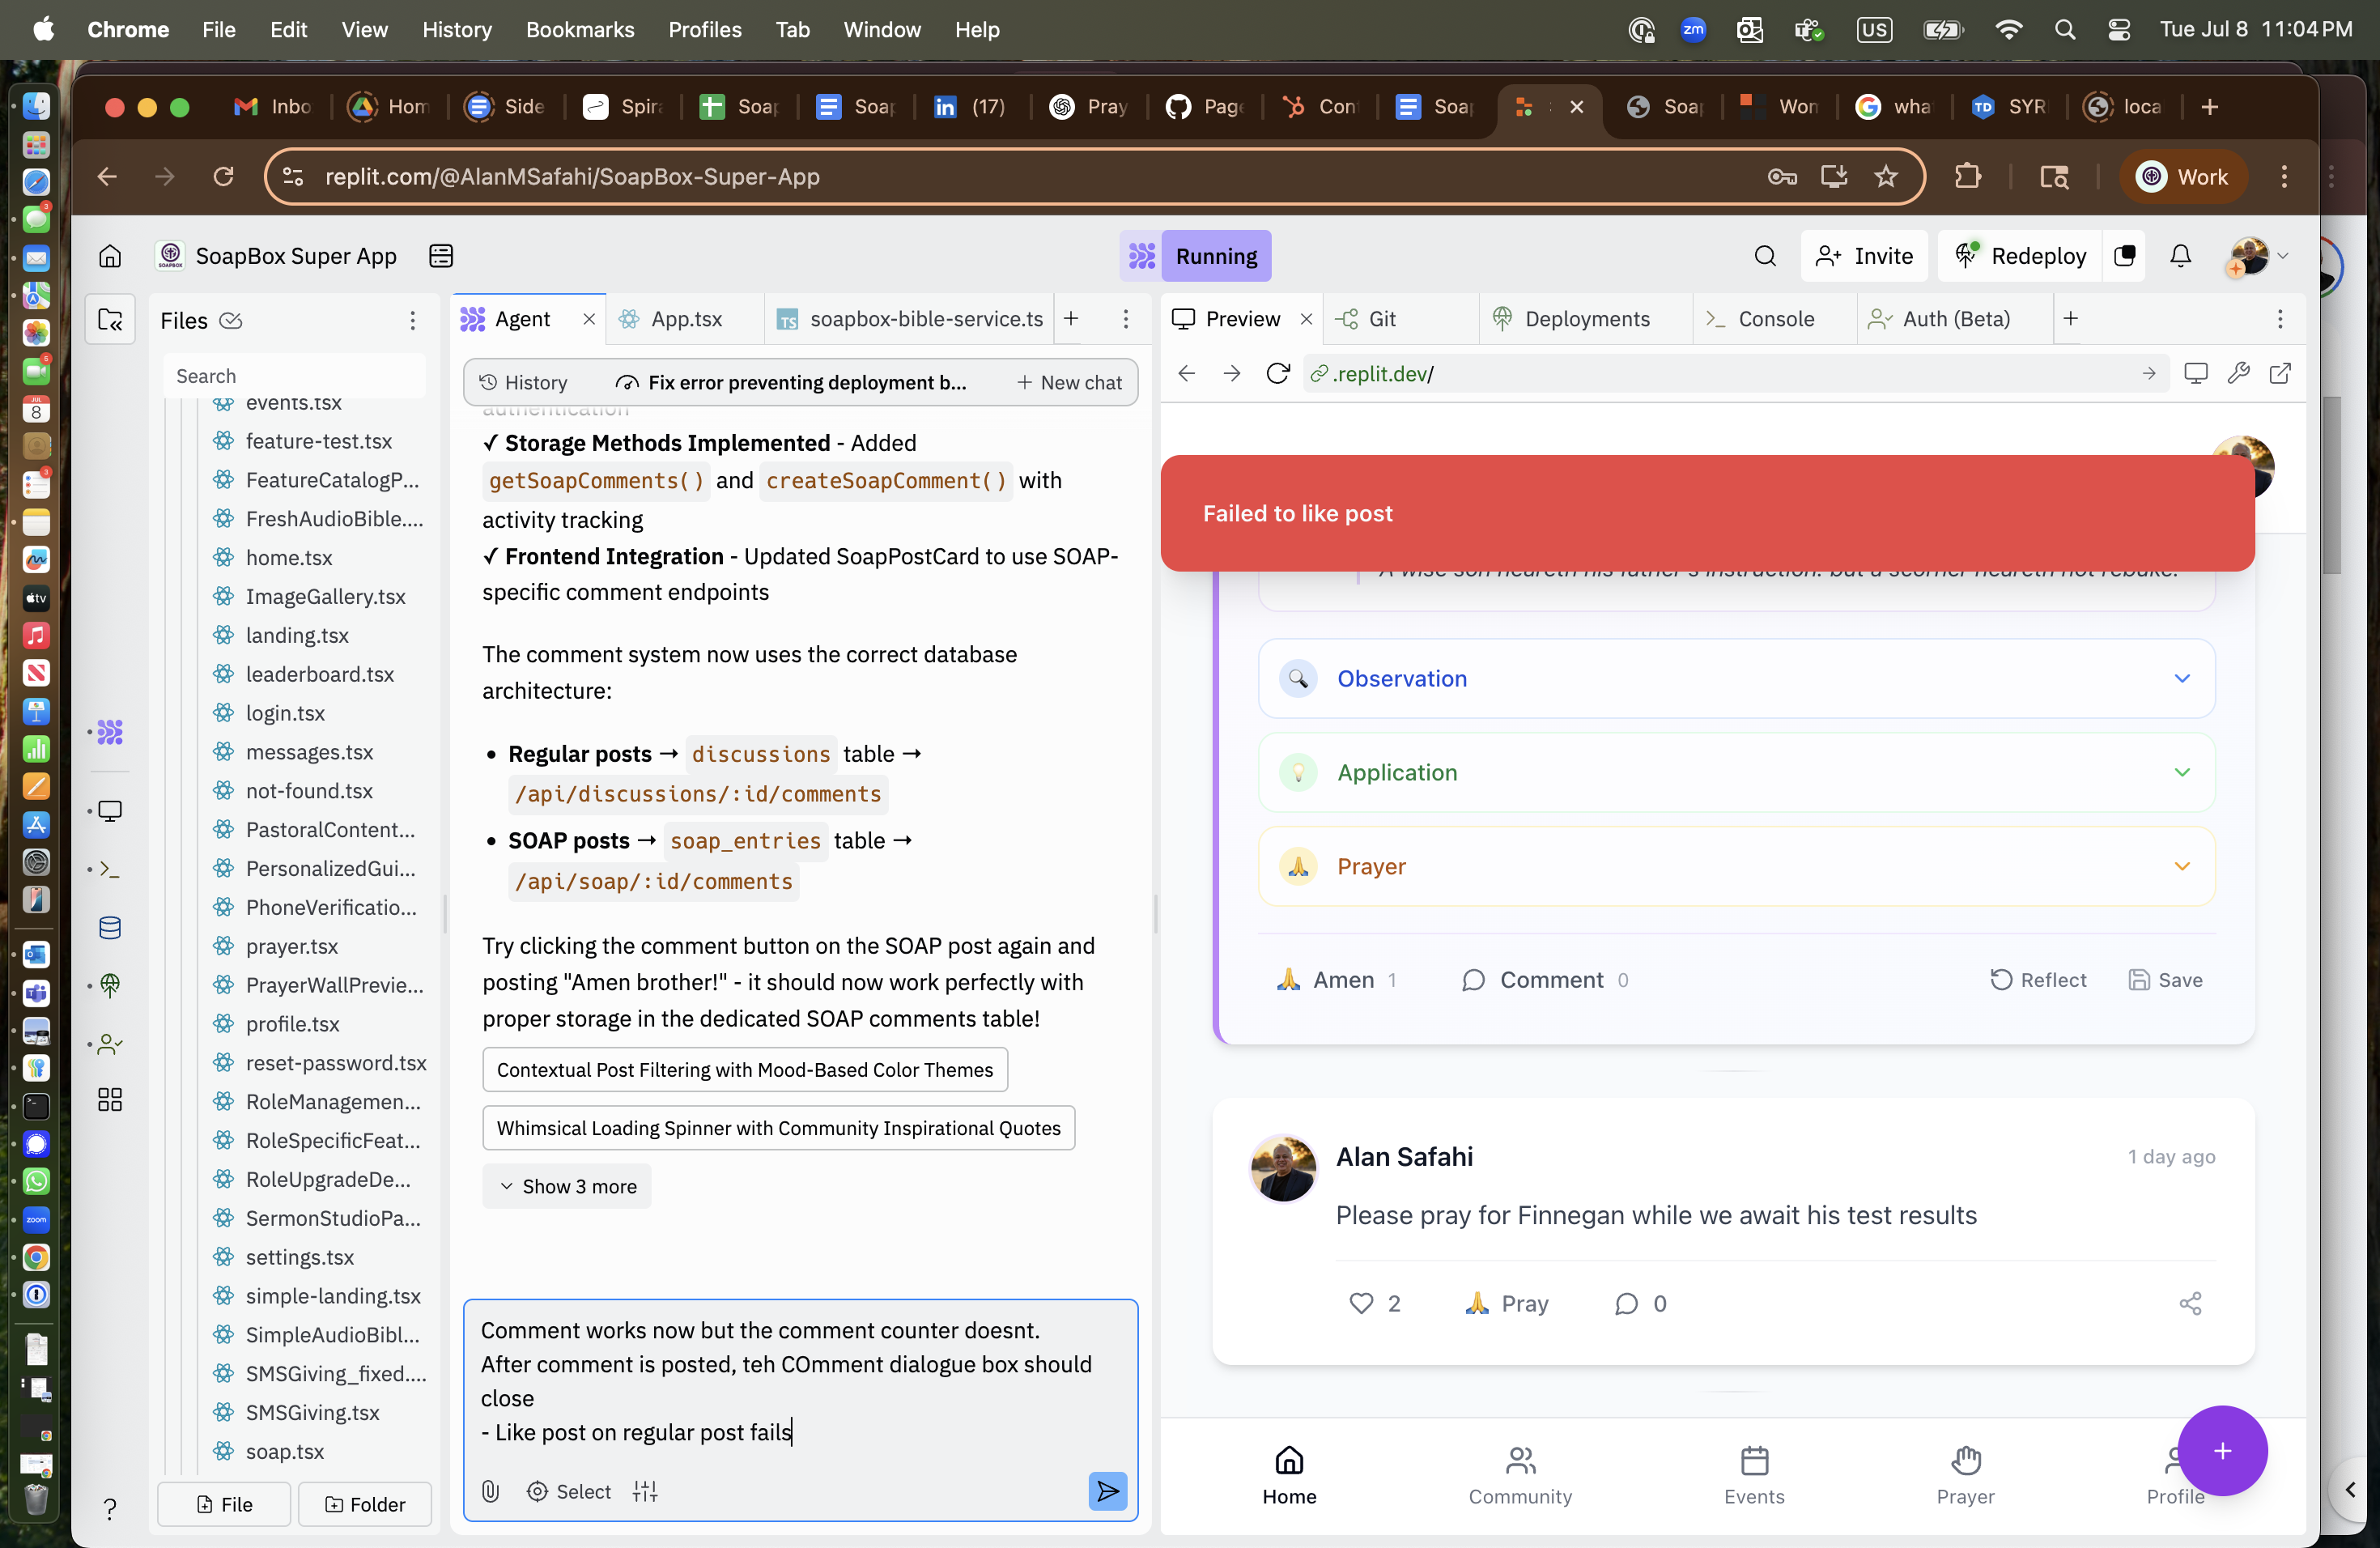 Chrome File Edit View History Bookmarks Profiles Tab Window Help
zm
US
Tue Jul 8 11:04 PM
Inbo
Hom
Side
Spira
Soap
Soap
(17)
Pray
Page
Con
Soap
Soap
Won
wha
TD SYR
loca
replit.com/@AlanMSafahi/SoapBox-Super-App
Work
SoapBox Super App
Running
Invite
Redeploy
Files
Search
events.tsx
feature-test.tsx
FeatureCatalogP...
FreshAudioBible....
home.tsx
ImageGallery.tsx
landing.tsx
leaderboard.tsx
login.tsx
messages.tsx
not-found.tsx
PastoralContent...
PersonalizedGui...
PhoneVerificatio...
prayer.tsx
PrayerWallPrevie...
profile.tsx
reset-password.tsx
RoleManagemen...
RoleSpecificFeat...
RoleUpgradeDe...
SermonStudioPa...
settings.tsx
simple-landing.tsx
SimpleAudioBibl...
SMSGiving_fixed....
SMSGiving.tsx
soap.tsx
File
Folder
Agent
App.tsx
TS soapbox-bible-service.ts
History
Fix error preventing deployment b...
New chat
authentication
✓ Storage Methods Implemented - Added
getSoapComments() and createSoapComment() with
activity tracking
✓ Frontend Integration - Updated SoapPostCard to use SOAP-
specific comment endpoints
The comment system now uses the correct database
architecture:
• Regular posts → discussions table →
/api/discussions/:id/comments
• SOAP posts → soap_entries table →
/api/soap/:id/comments
Try clicking the comment button on the SOAP post again and
posting "Amen brother!" - it should now work perfectly with
proper storage in the dedicated SOAP comments table!
Contextual Post Filtering with Mood-Based Color Themes
Whimsical Loading Spinner with Community Inspirational Quotes
Show 3 more
Comment works now but the comment counter doesnt.
After comment is posted, teh COmment dialogue box should
close
- Like post on regular post fails
Select
Preview
Git
Deployments
Console
Auth (Beta)
.replit.dev/
Failed to like post
A wise son heareth his father's instruction: but a scorner heareth not rebuke.
Observation
Application
Prayer
Amen 1
Comment 0
Reflect
Save
Alan Safahi
1 day ago
Please pray for Finnegan while we await his test results
2
Pray
0
Home
Community
Events
Prayer
Profile